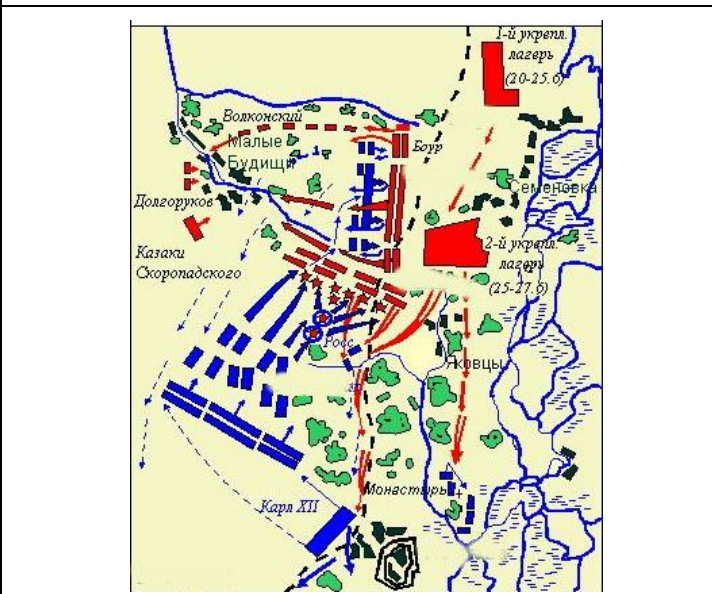 1-й укрепл.
лагерь
(20-25.6)
Волконский
Малые
Будищи
Боур
Семеновка
Долгоруков
2-й укрепл.
лагерь
(25-27.6)
Казаки
Скоропадского
Росс
Яковцы
Монастырь
Карл XII